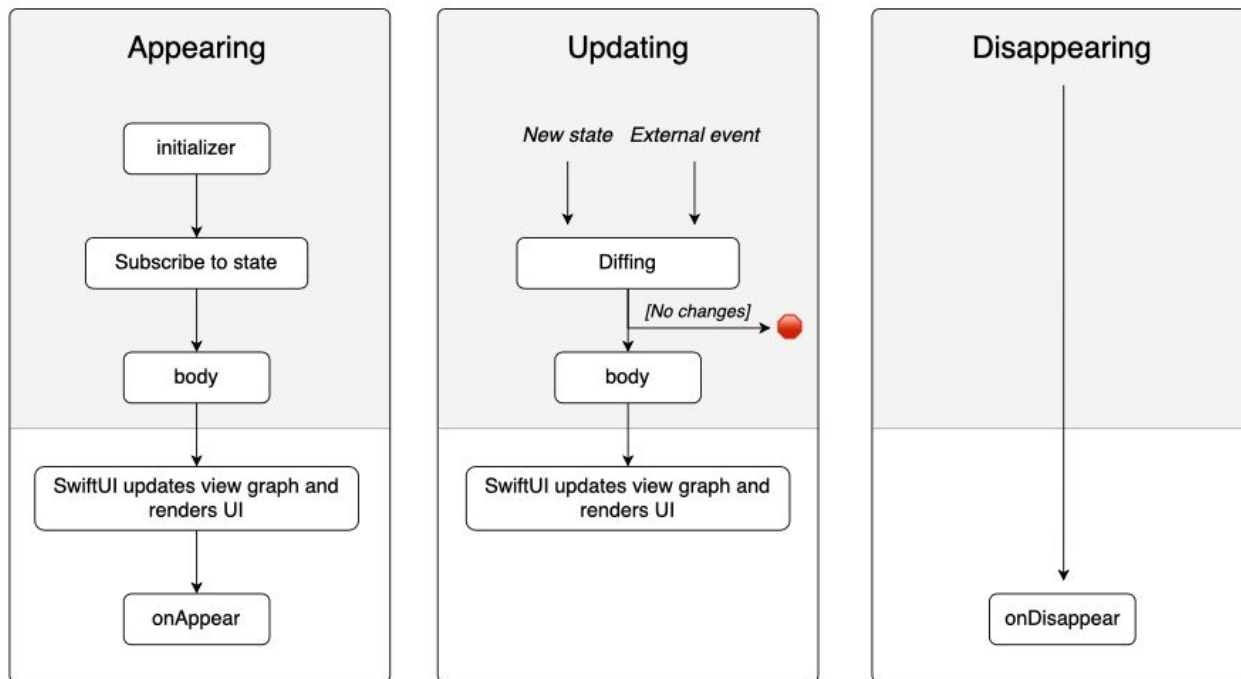 Appearing
initializer
Subscribe to state
body
SwiftUI updates view graph and
renders UI
onAppear
Updating
New state External event
Diffing
[No changes]
body
SwiftUI updates view graph and
renders UI
Disappearing
onDisappear